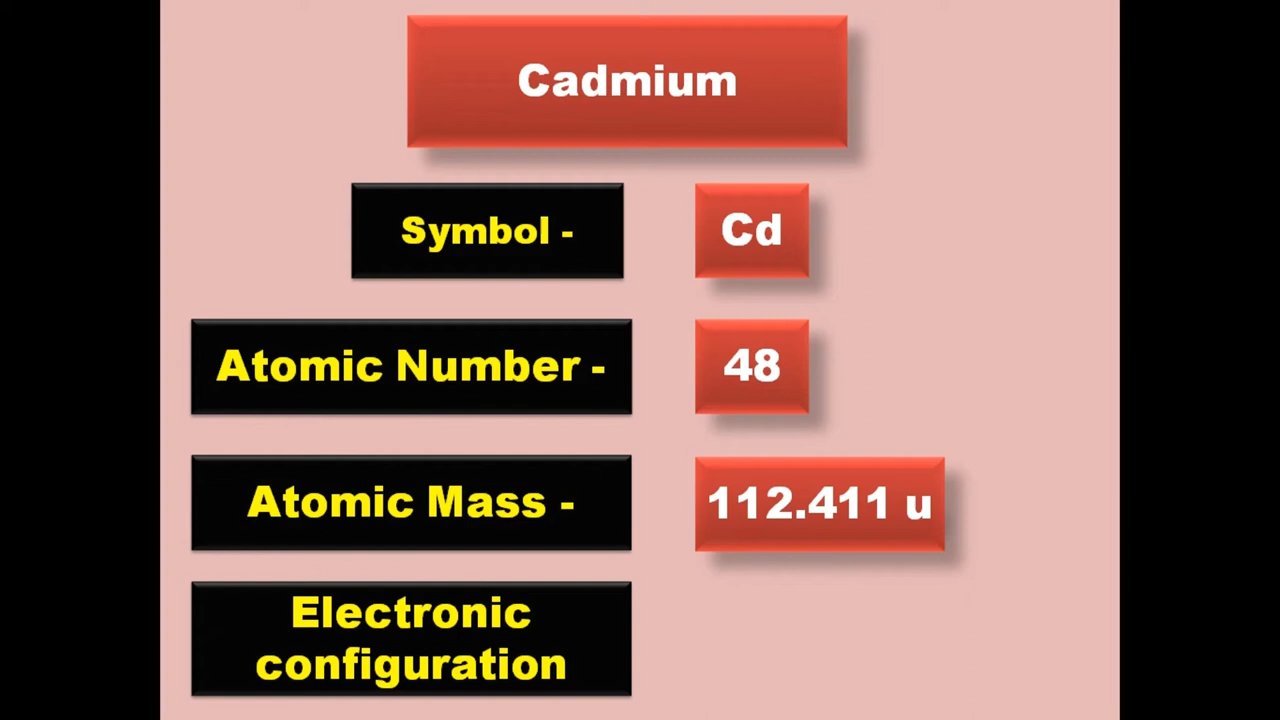 Cadmium
Symbol - Cd
Atomic Number - 48
Atomic Mass - 112.411 u
Electronic
configuration